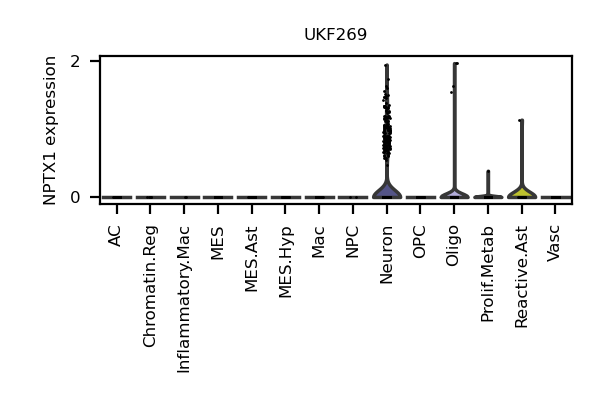 UKF269
NPTX1 expression
2
0
AC
Chromatin.Reg
Inflammatory.Mac
MES
MES.Ast
MES.Hyp
Mac
NPC
Neuron
OPC
Oligo
Prolif.Metab
Reactive.Ast
Vasc